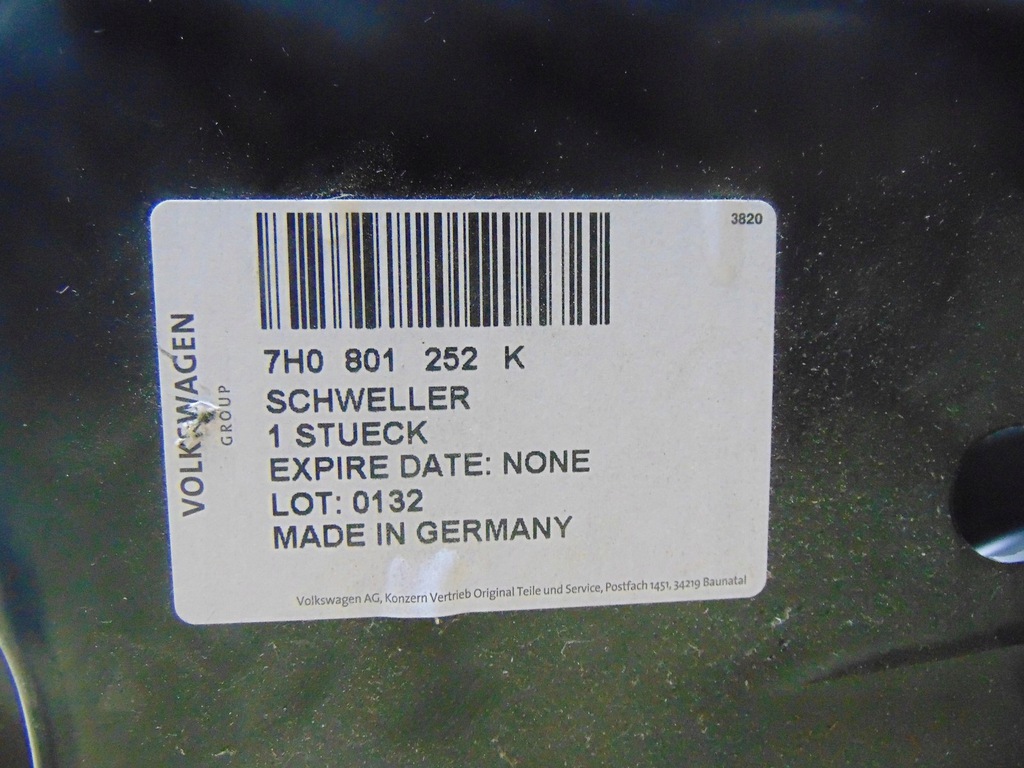 3820
VOLKSWAGEN
GROUP
7H0 801 252 K
SCHWELLER
1 STUECK
EXPIRE DATE: NONE
LOT: 0132
MADE IN GERMANY
Volkswagen AG, Konzern Vertrieb Original Teile und Service, Postfach 1451, 34219 Baunatal